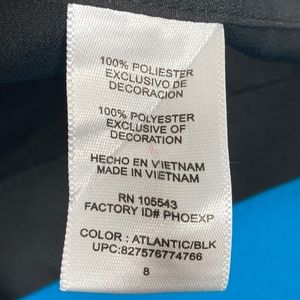 100% POLIESTER
EXCLUSIVO DE
DECORACION
100% POLYESTER
EXCLUSIVE OF
DECORATION
HECHO EN VIETNAM
MADE IN VIETNAM
RN 105543
FACTORY ID# PHOEXP
COLOR : ATLANTIC/BLK
UPC:827576774766
8